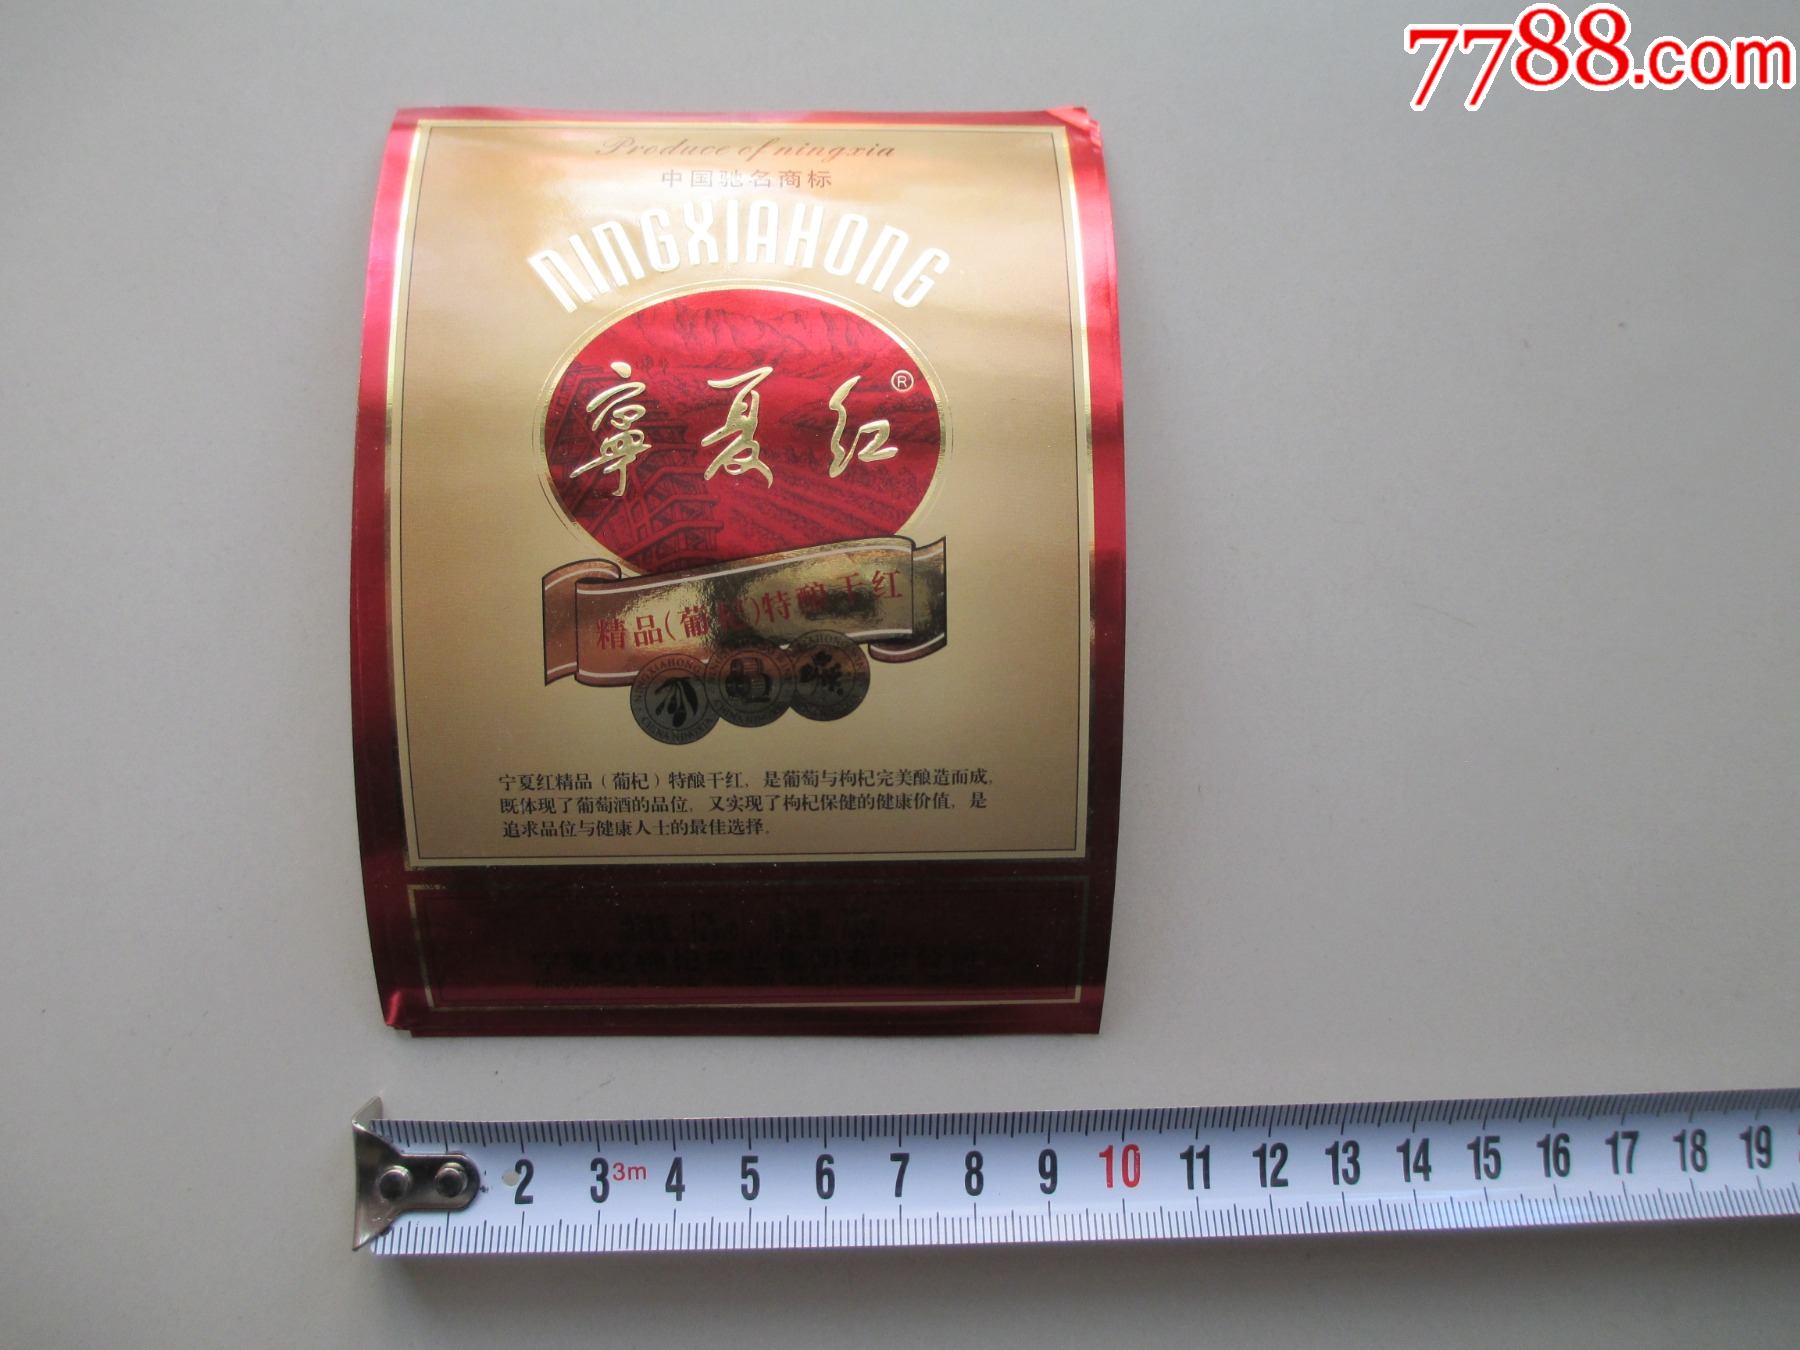 7788.com
Produce of ningxia
中国驰名商标
NINGXIAHONG
宁夏红®
精品(葡杞)特酿干红
NINGXIAHONG
CHINA NINGXIA
宁夏红精品（葡杞）特酿干红，是葡萄与枸杞完美酿造而成，
既体现了葡萄酒的品位，又实现了枸杞保健的健康价值，是
追求品位与健康人士的最佳选择。
2 3 3m 4 5 6 7 8 9 10 11 12 13 14 15 16 17 18 19